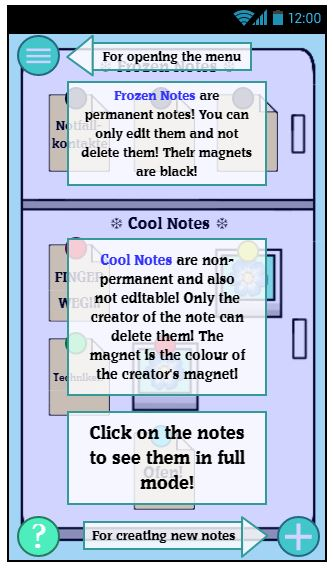 12:00
For opening the menu
Frozen Notes
Frozen Notes are
permanent notes! You can
only edit them and not
delete them! Their magnets
are black!
Notfall-
kontakte
❄ Cool Notes ❄
Cool Notes are non-
permanent and also
not editable! Only the
creator of the note can
delete them! The
magnet is the colour of
the creator's magnet!
FINGER
WEG!!!
Technike
Click on the notes
to see them in full
mode!
Ofen!
?
For creating new notes
+